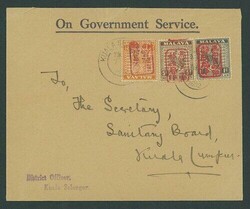 On Government Service.
MALAYA MALAYA
To,
The Secretary,
Sanitary Board,
Kuala Lumpur.
District Officer,
Kuala Selangor.